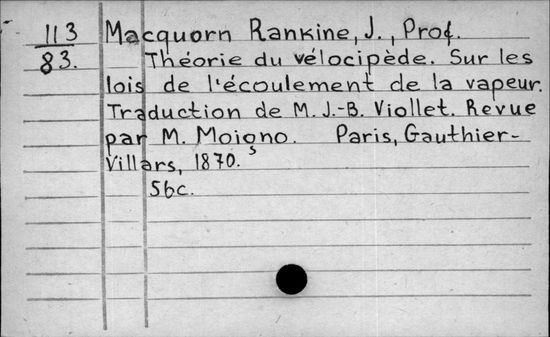 113
83.
Macquorn Rankine, J., Prof.
Théorie du vélocipède. Sur les
lois de l'écoulement de la vapeur.
Traduction de M. J.-B. Viollet. Revue
par M. Moigno. Paris, Gauthier-
Villars, 1870. s
56c.